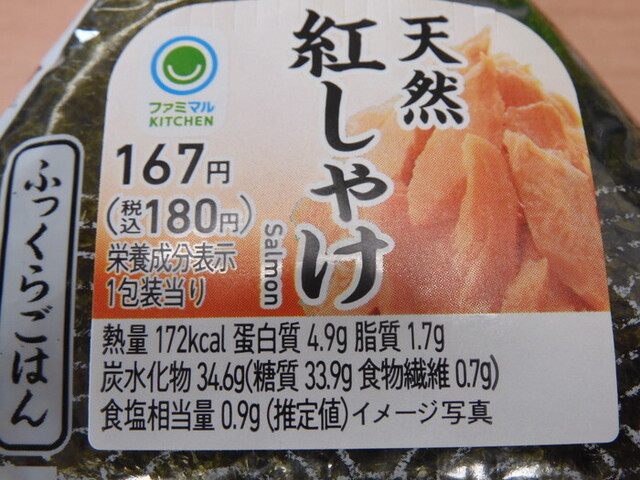 天然
紅しゃけ
Salmon
ファミマル
KITCHEN
167円
(税込180円)
栄養成分表示
1包装当り
熱量 172kcal 蛋白質 4.9g 脂質 1.7g
炭水化物 34.6g(糖質 33.9g 食物繊維 0.7g)
食塩相当量 0.9g (推定値) イメージ写真
ふっくらごはん